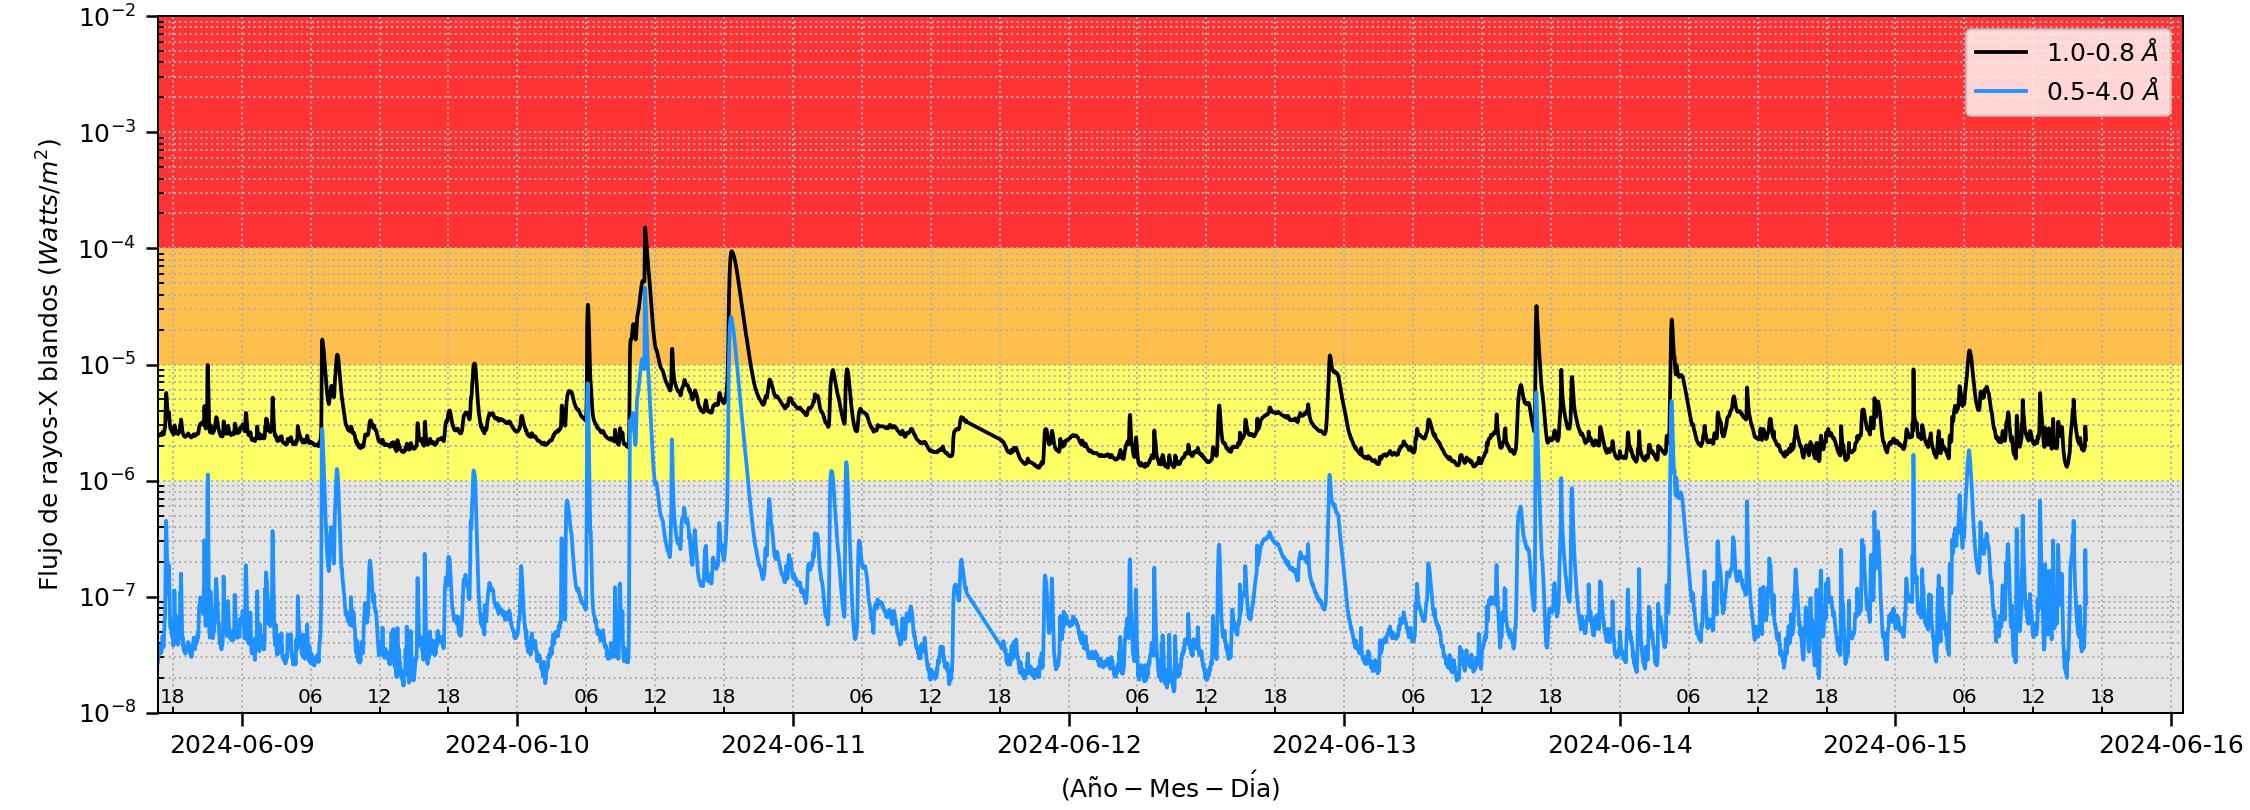 10⁻²
10⁻³
10⁻⁴
10⁻⁵
10⁻⁶
10⁻⁷
10⁻⁸
Flujo de rayos-X blandos (Watts/m²)
1.0-0.8 Å
0.5-4.0 Å
18 06 12 18 06 12 18 06 12 18 06 12 18 06 12 18 06 12 18 06 12 18
2024-06-09 2024-06-10 2024-06-11 2024-06-12 2024-06-13 2024-06-14 2024-06-15 2024-06-16
(Año − Mes − Día)